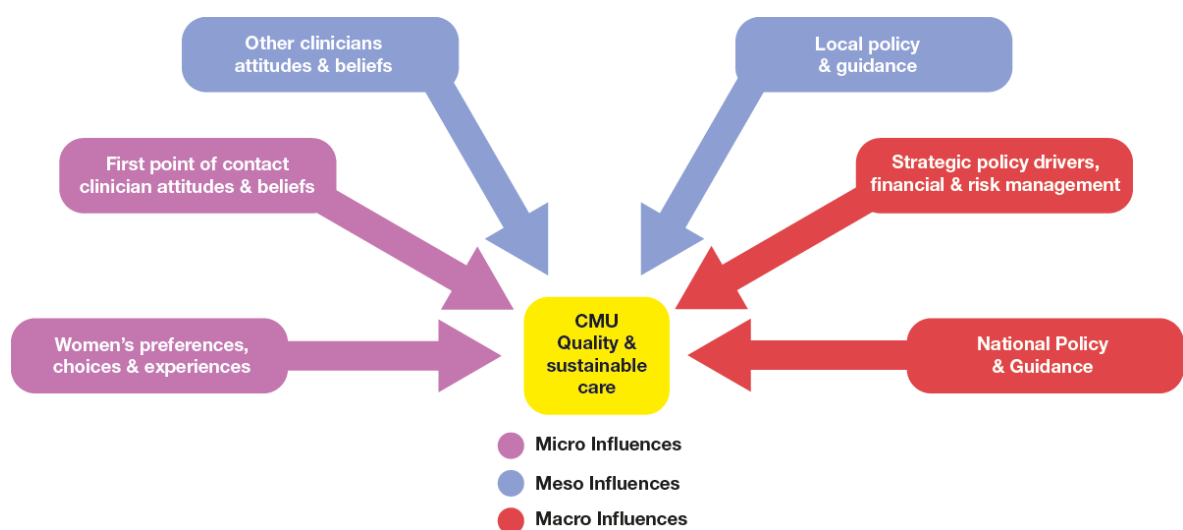 Other clinicians
attitudes & beliefs
Local policy
& guidance
First point of contact
clinician attitudes & beliefs
Strategic policy drivers,
financial & risk management
Women’s preferences,
choices & experiences
CMU
Quality &
sustainable
care
National Policy
& Guidance
Micro Influences
Meso Influences
Macro Influences